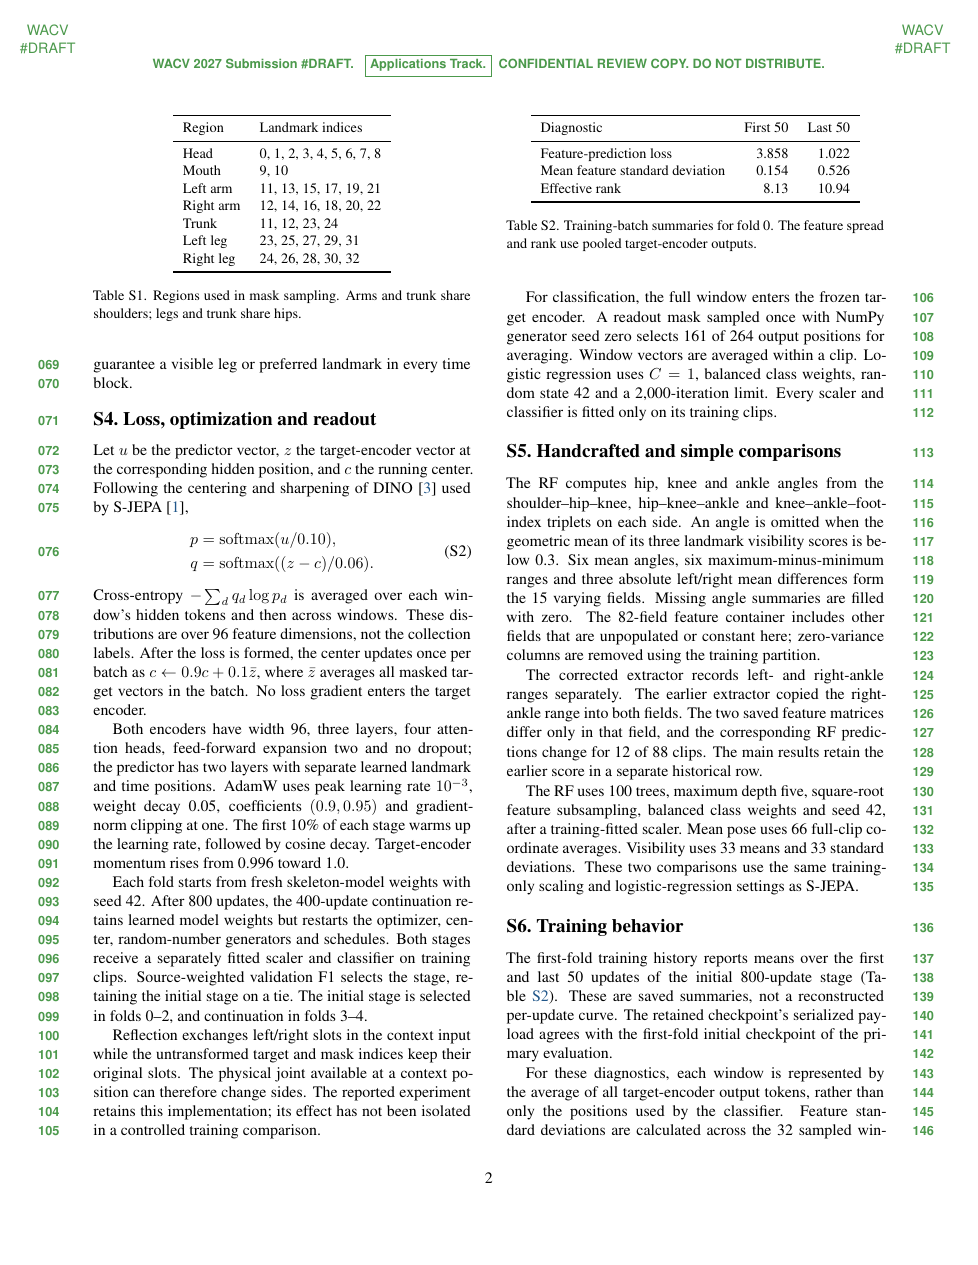 WACV
#DRAFT
WACV
#DRAFT
WACV 2027 Submission #DRAFT. Applications Track. CONFIDENTIAL REVIEW COPY. DO NOT DISTRIBUTE.
Region Landmark indices
Head 0, 1, 2, 3, 4, 5, 6, 7, 8
Mouth 9, 10
Left arm 11, 13, 15, 17, 19, 21
Right arm 12, 14, 16, 18, 20, 22
Trunk 11, 12, 23, 24
Left leg 23, 25, 27, 29, 31
Right leg 24, 26, 28, 30, 32
Table S1. Regions used in mask sampling. Arms and trunk share
shoulders; legs and trunk share hips.
069 guarantee a visible leg or preferred landmark in every time
070 block.
071 S4. Loss, optimization and readout
072 Let u be the predictor vector, z the target-encoder vector at
073 the corresponding hidden position, and c the running center.
074 Following the centering and sharpening of DINO [3] used
075 by S-JEPA [1],
p = softmax(u/0.10),
076 (S2)
q = softmax((z − c)/0.06).
077 Cross-entropy −∑d qd log pd is averaged over each win-
078 dow's hidden tokens and then across windows. These dis-
079 tributions are over 96 feature dimensions, not the collection
080 labels. After the loss is formed, the center updates once per
081 batch as c ← 0.9c + 0.1z̄, where z̄ averages all masked tar-
082 get vectors in the batch. No loss gradient enters the target
083 encoder.
084 Both encoders have width 96, three layers, four atten-
085 tion heads, feed-forward expansion two and no dropout;
086 the predictor has two layers with separate learned landmark
087 and time positions. AdamW uses peak learning rate 10⁻³,
088 weight decay 0.05, coefficients (0.9, 0.95) and gradient-
089 norm clipping at one. The first 10% of each stage warms up
090 the learning rate, followed by cosine decay. Target-encoder
091 momentum rises from 0.996 toward 1.0.
092 Each fold starts from fresh skeleton-model weights with
093 seed 42. After 800 updates, the 400-update continuation re-
094 tains learned model weights but restarts the optimizer, cen-
095 ter, random-number generators and schedules. Both stages
096 receive a separately fitted scaler and classifier on training
097 clips. Source-weighted validation F1 selects the stage, re-
098 taining the initial stage on a tie. The initial stage is selected
099 in folds 0–2, and continuation in folds 3–4.
100 Reflection exchanges left/right slots in the context input
101 while the untransformed target and mask indices keep their
102 original slots. The physical joint available at a context po-
103 sition can therefore change sides. The reported experiment
104 retains this implementation; its effect has not been isolated
105 in a controlled training comparison.
Diagnostic First 50 Last 50
Feature-prediction loss 3.858 1.022
Mean feature standard deviation 0.154 0.526
Effective rank 8.13 10.94
Table S2. Training-batch summaries for fold 0. The feature spread
and rank use pooled target-encoder outputs.
For classification, the full window enters the frozen tar- 106
get encoder. A readout mask sampled once with NumPy 107
generator seed zero selects 161 of 264 output positions for 108
averaging. Window vectors are averaged within a clip. Lo- 109
gistic regression uses C = 1, balanced class weights, ran- 110
dom state 42 and a 2,000-iteration limit. Every scaler and 111
classifier is fitted only on its training clips. 112
S5. Handcrafted and simple comparisons 113
The RF computes hip, knee and ankle angles from the 114
shoulder–hip–knee, hip–knee–ankle and knee–ankle–foot- 115
index triplets on each side. An angle is omitted when the 116
geometric mean of its three landmark visibility scores is be- 117
low 0.3. Six mean angles, six maximum-minus-minimum 118
ranges and three absolute left/right mean differences form 119
the 15 varying fields. Missing angle summaries are filled 120
with zero. The 82-field feature container includes other 121
fields that are unpopulated or constant here; zero-variance 122
columns are removed using the training partition. 123
The corrected extractor records left- and right-ankle 124
ranges separately. The earlier extractor copied the right- 125
ankle range into both fields. The two saved feature matrices 126
differ only in that field, and the corresponding RF predic- 127
tions change for 12 of 88 clips. The main results retain the 128
earlier score in a separate historical row. 129
The RF uses 100 trees, maximum depth five, square-root 130
feature subsampling, balanced class weights and seed 42, 131
after a training-fitted scaler. Mean pose uses 66 full-clip co- 132
ordinate averages. Visibility uses 33 means and 33 standard 133
deviations. These two comparisons use the same training- 134
only scaling and logistic-regression settings as S-JEPA. 135
S6. Training behavior 136
The first-fold training history reports means over the first 137
and last 50 updates of the initial 800-update stage (Ta- 138
ble S2). These are saved summaries, not a reconstructed 139
per-update curve. The retained checkpoint's serialized pay- 140
load agrees with the first-fold initial checkpoint of the pri- 141
mary evaluation. 142
For these diagnostics, each window is represented by 143
the average of all target-encoder output tokens, rather than 144
only the positions used by the classifier. Feature stan- 145
dard deviations are calculated across the 32 sampled win- 146
2